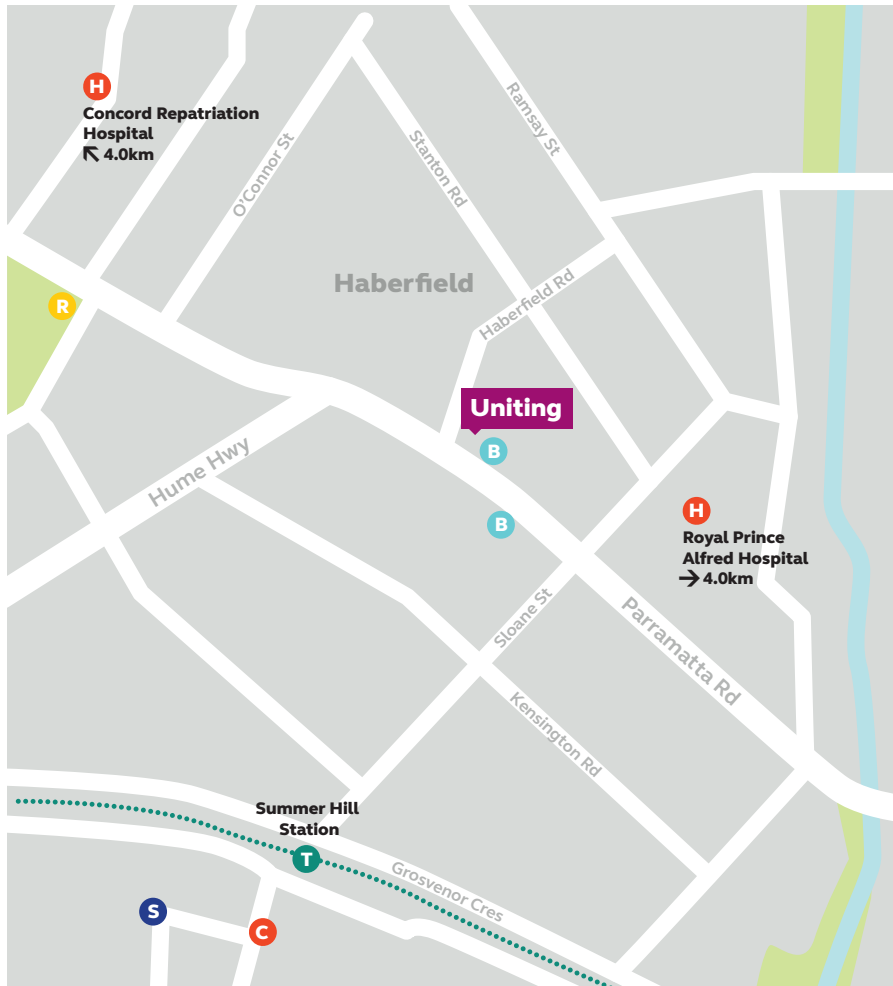 H
Concord Repatriation
Hospital
↖ 4.0km
O'Connor St
Stanton Rd
Ramsay St
Haberfield
Haberfield Rd
R
Uniting
B
B
Hume Hwy
H
Royal Prince
Alfred Hospital
→ 4.0km
Sloane St
Parramatta Rd
Kensington Rd
Summer Hill
Station
T
Grosvenor Cres
S
C